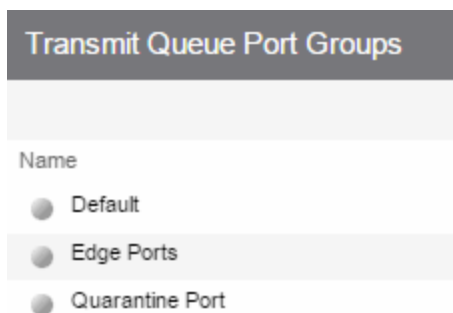 Transmit Queue Port Groups
Name
Default
Edge Ports
Quarantine Port